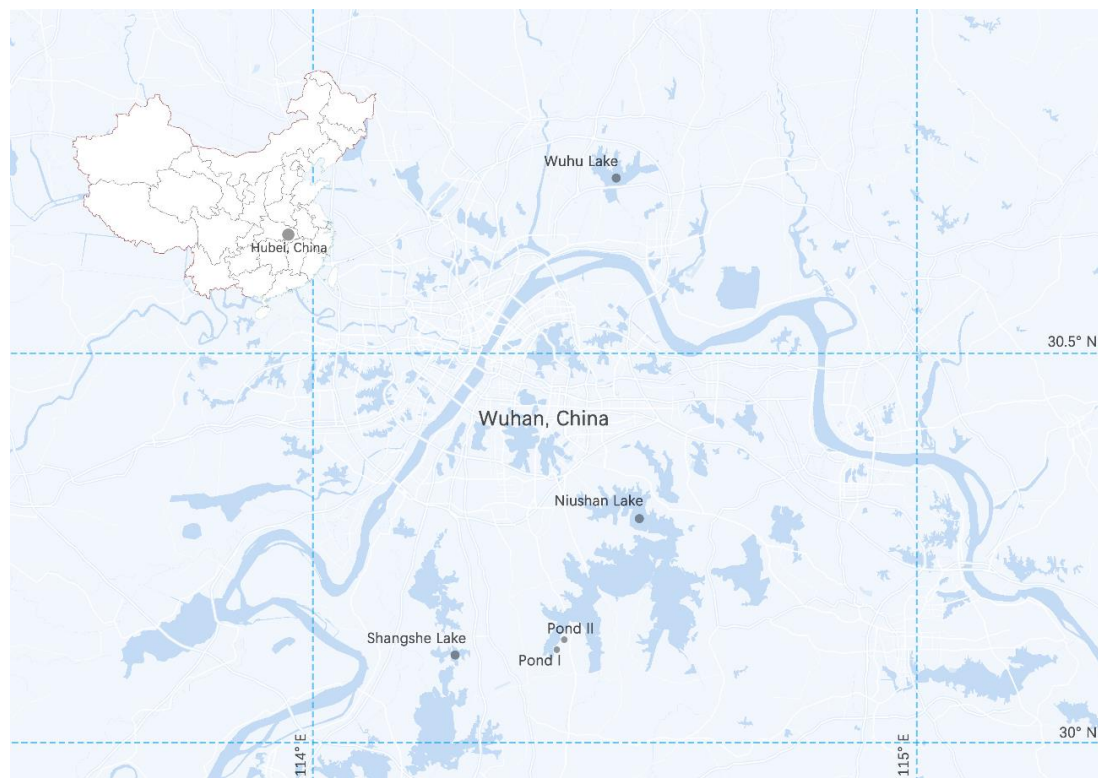 Wuhu Lake
Hubei, China
30.5° N
Wuhan, China
Niushan Lake
Pond II
Shangshe Lake
Pond I
30° N
114° E
115° E